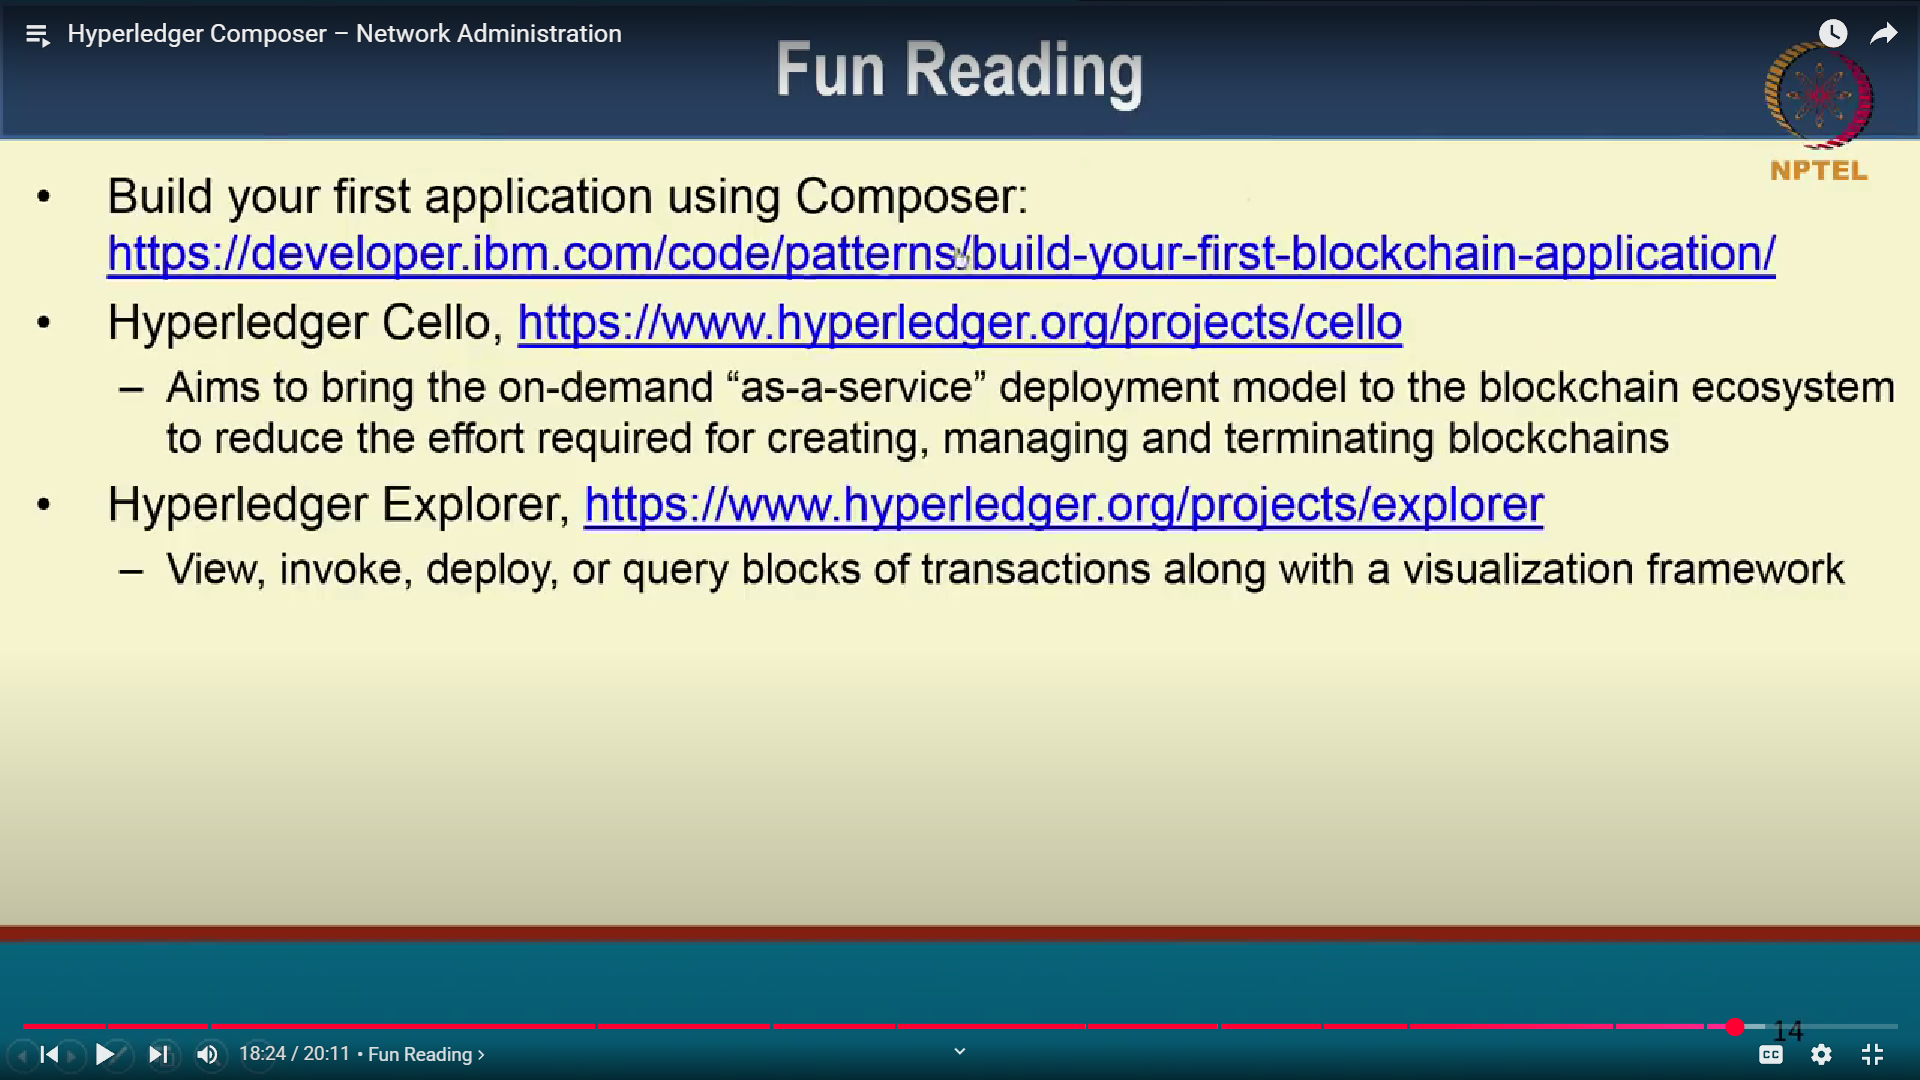 Hyperledger Composer – Network Administration
Fun Reading
NPTEL
• Build your first application using Composer:
https://developer.ibm.com/code/patterns/build-your-first-blockchain-application/
• Hyperledger Cello, https://www.hyperledger.org/projects/cello
– Aims to bring the on-demand “as-a-service” deployment model to the blockchain ecosystem
to reduce the effort required for creating, managing and terminating blockchains
• Hyperledger Explorer, https://www.hyperledger.org/projects/explorer
– View, invoke, deploy, or query blocks of transactions along with a visualization framework
14
18:24 / 20:11 • Fun Reading ›
CC